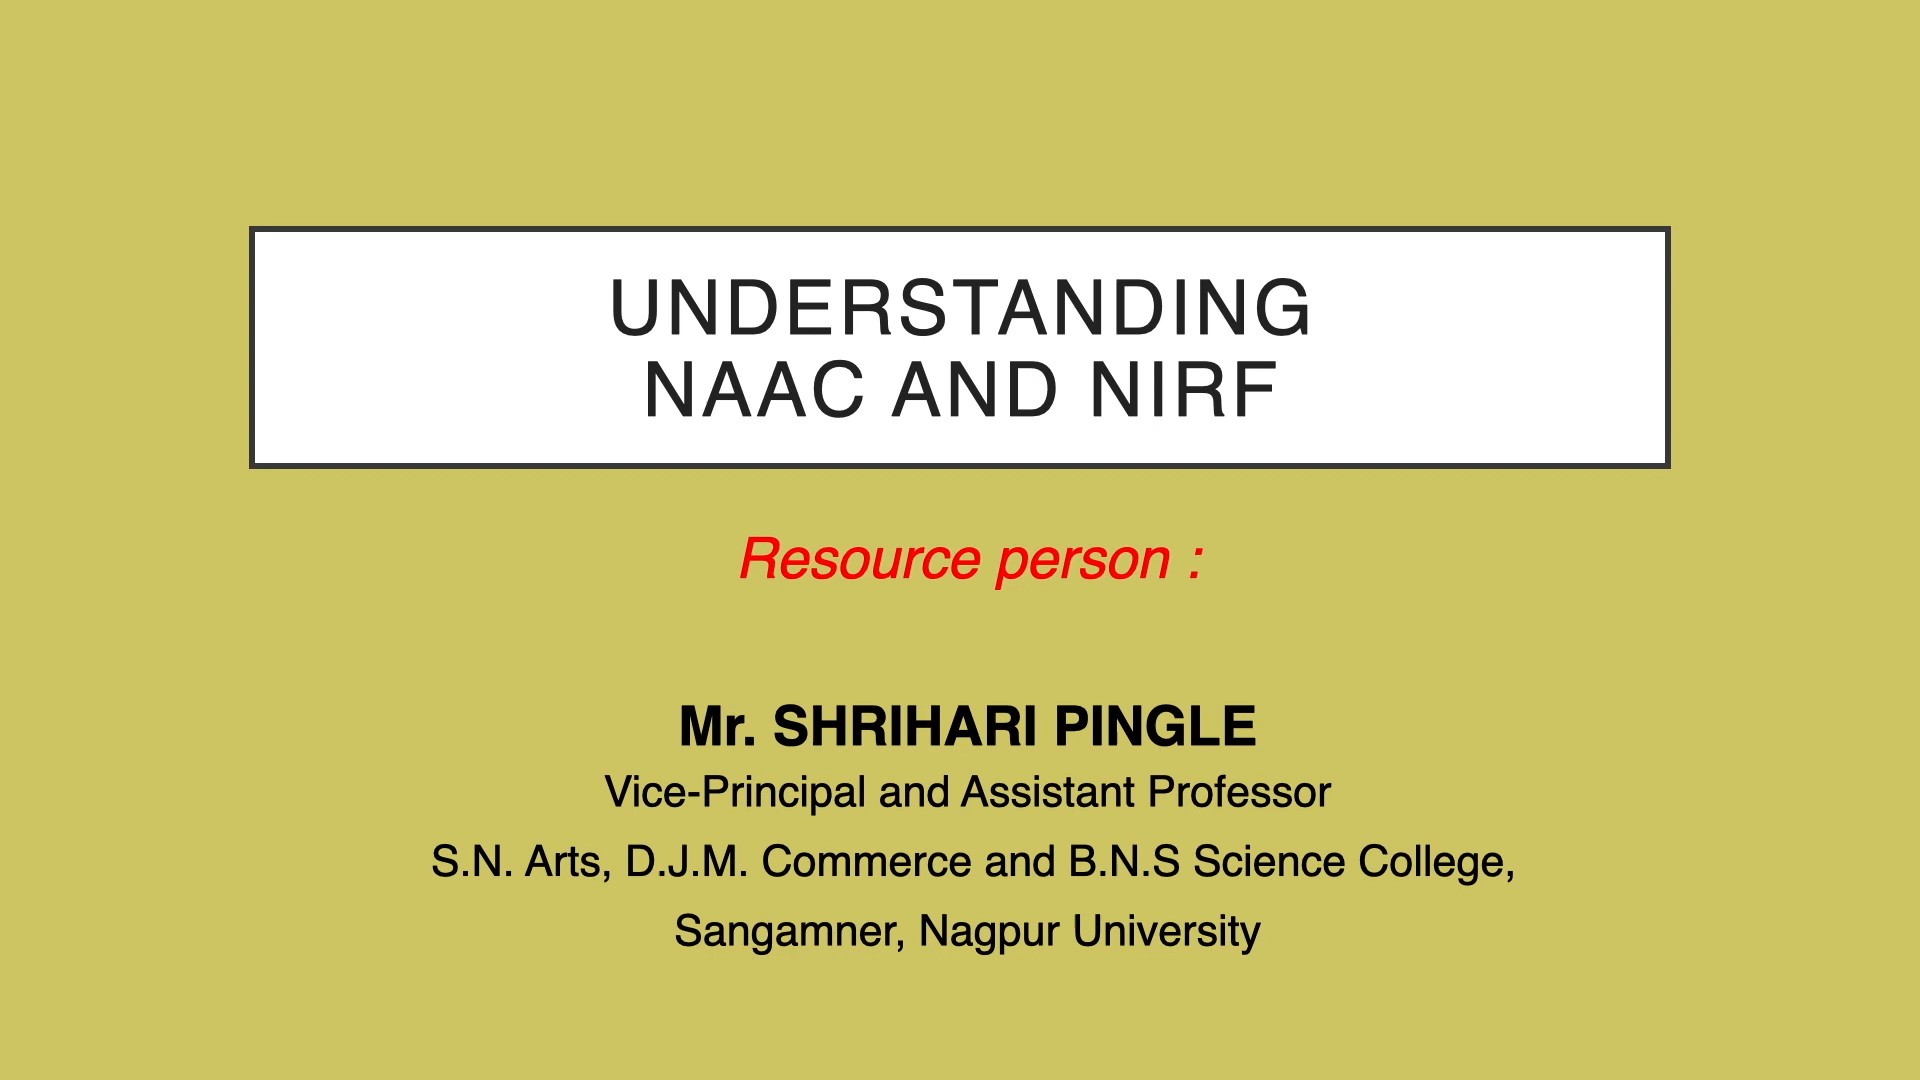 UNDERSTANDING
NAAC AND NIRF
Resource person :
Mr. SHRIHARI PINGLE
Vice-Principal and Assistant Professor
S.N. Arts, D.J.M. Commerce and B.N.S Science College,
Sangamner, Nagpur University